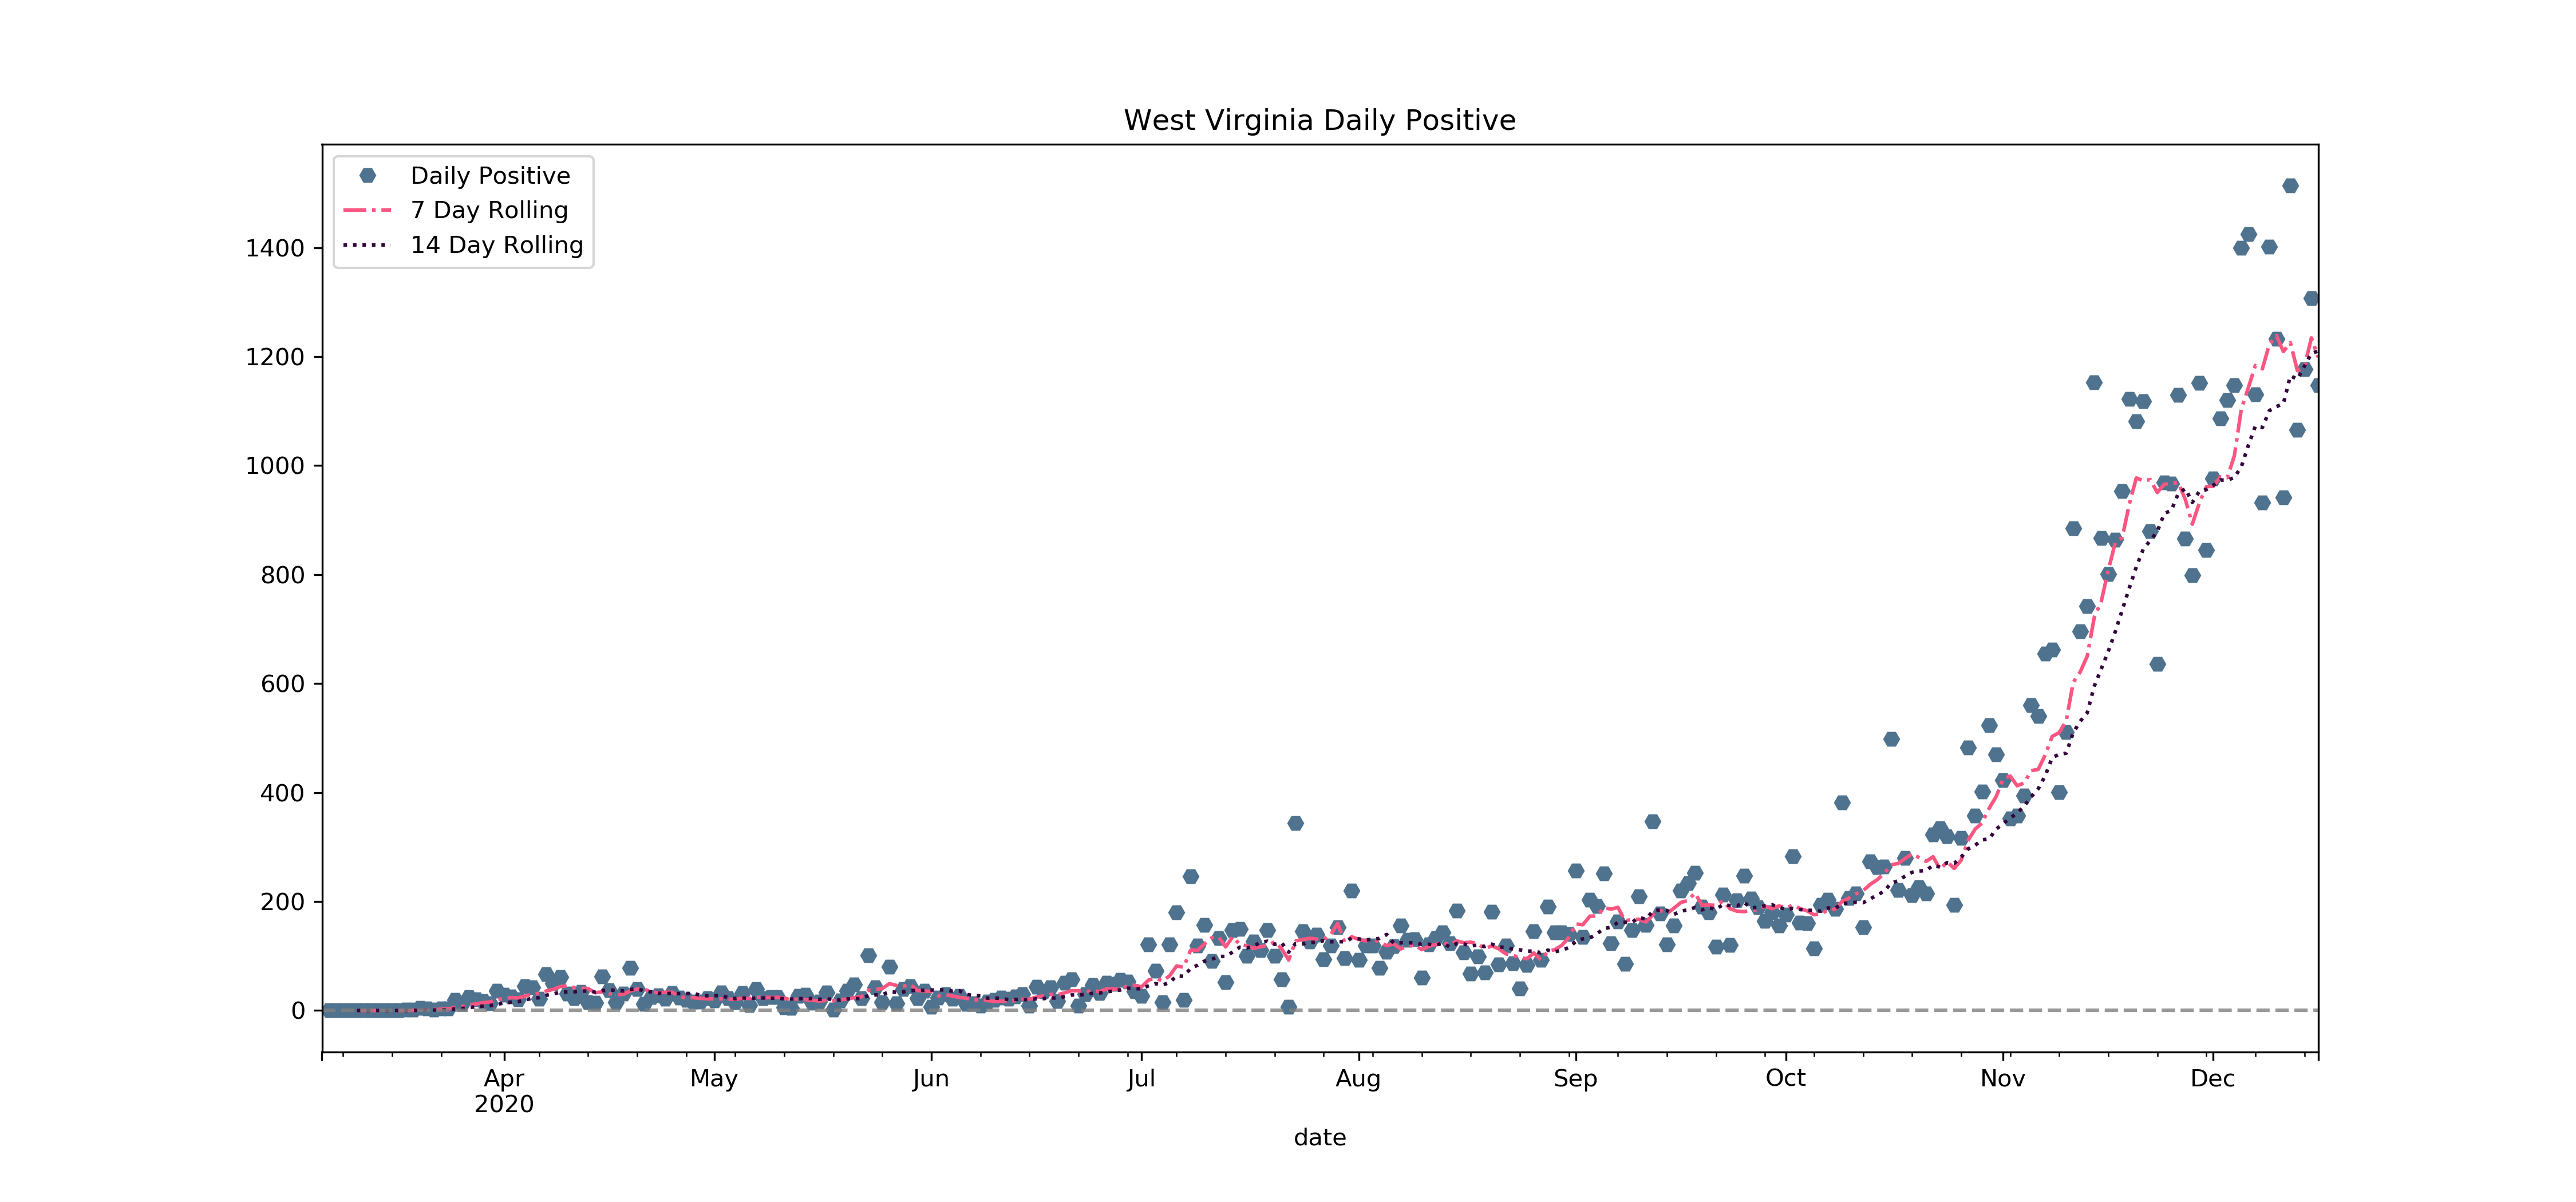 West Virginia Daily Positive
Daily Positive
7 Day Rolling
14 Day Rolling
1400
1200
1000
800
600
400
200
0
Apr May Jun Jul Aug Sep Oct Nov Dec
2020
date